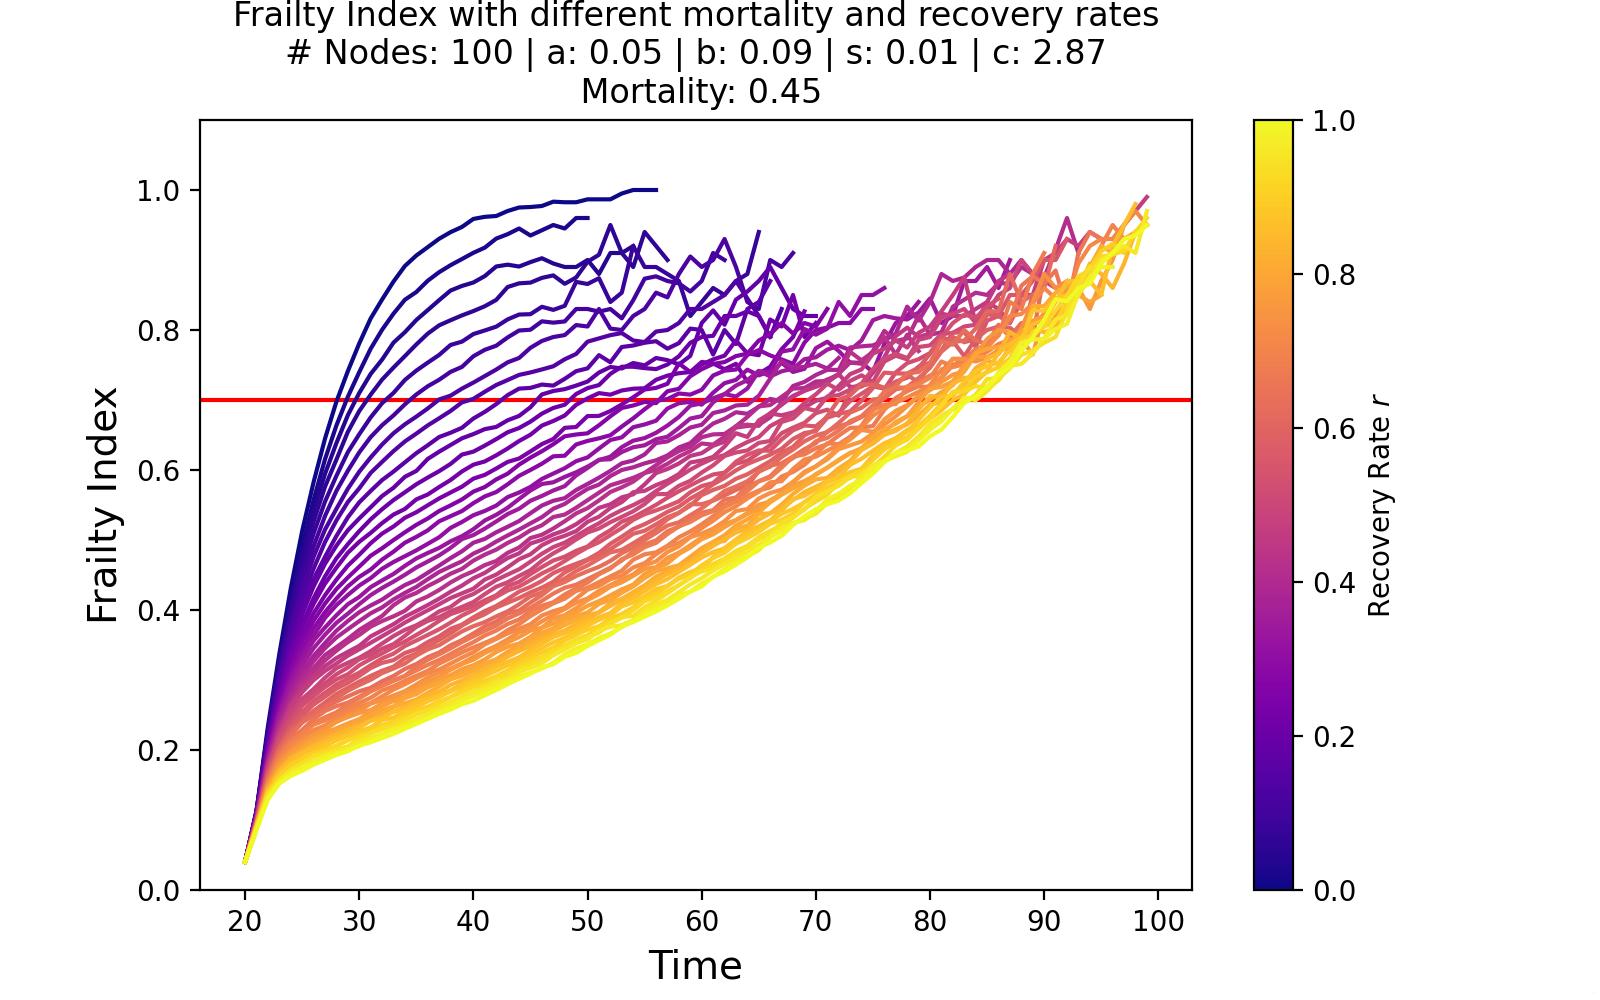 Frailty Index with different mortality and recovery rates
# Nodes: 100 | a: 0.05 | b: 0.09 | s: 0.01 | c: 2.87
Mortality: 0.45
Frailty Index
1.0
0.8
0.6
0.4
0.2
0.0
20 30 40 50 60 70 80 90 100
Time
1.0
0.8
0.6
0.4
0.2
0.0
Recovery Rate r